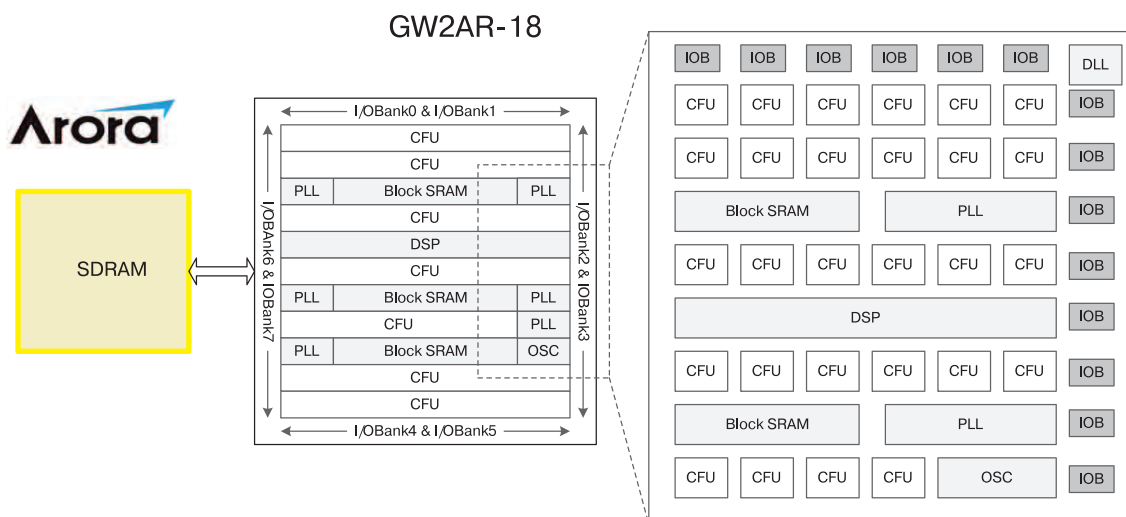 GW2AR-18
Arora
SDRAM
I/OBank0 & I/OBank1
I/OBAnk6 & IOBank7
I/OBank2 & IOBank3
CFU
CFU
PLL Block SRAM PLL
CFU
DSP
CFU
PLL Block SRAM PLL
CFU PLL
PLL Block SRAM OSC
CFU
CFU
I/OBank4 & I/OBank5
IOB IOB IOB IOB IOB IOB DLL
CFU CFU CFU CFU CFU CFU IOB
CFU CFU CFU CFU CFU CFU IOB
Block SRAM PLL IOB
CFU CFU CFU CFU CFU CFU IOB
DSP IOB
CFU CFU CFU CFU CFU CFU IOB
Block SRAM PLL IOB
CFU CFU CFU CFU OSC IOB